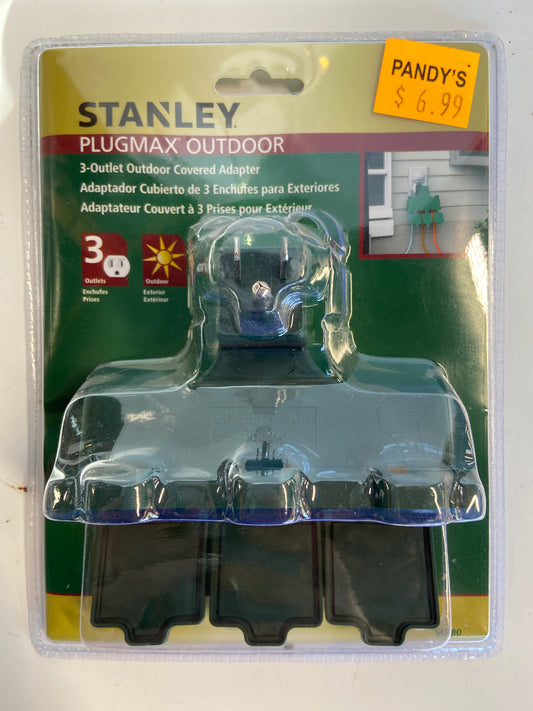 PANDY'S
$ 6.99
STANLEY
PLUGMAX OUTDOOR
3-Outlet Outdoor Covered Adapter
Adaptador Cubierto de 3 Enchufes para Exteriores
Adaptateur Couvert à 3 Prises pour Extérieur
3
Outlets
Enchufes
Prises
Outdoor
Exterior
Extérieur